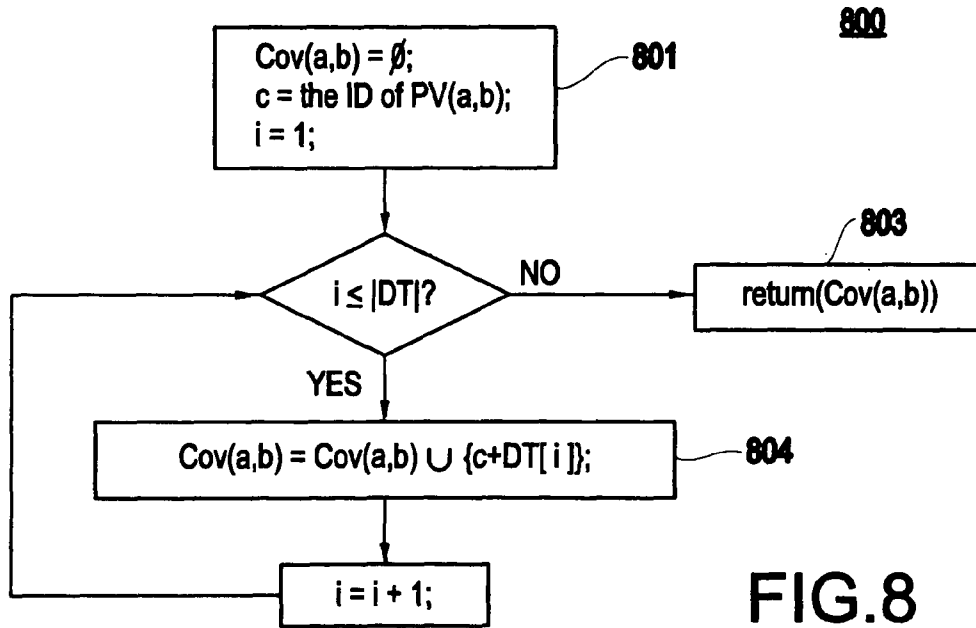 800
Cov(a,b) = ∅;
c = the ID of PV(a,b);
i = 1;
801
i ≤ |DT|?
NO
803
return(Cov(a,b))
YES
Cov(a,b) = Cov(a,b) ∪ {c+DT[ i ]};
804
i = i + 1;
FIG.8